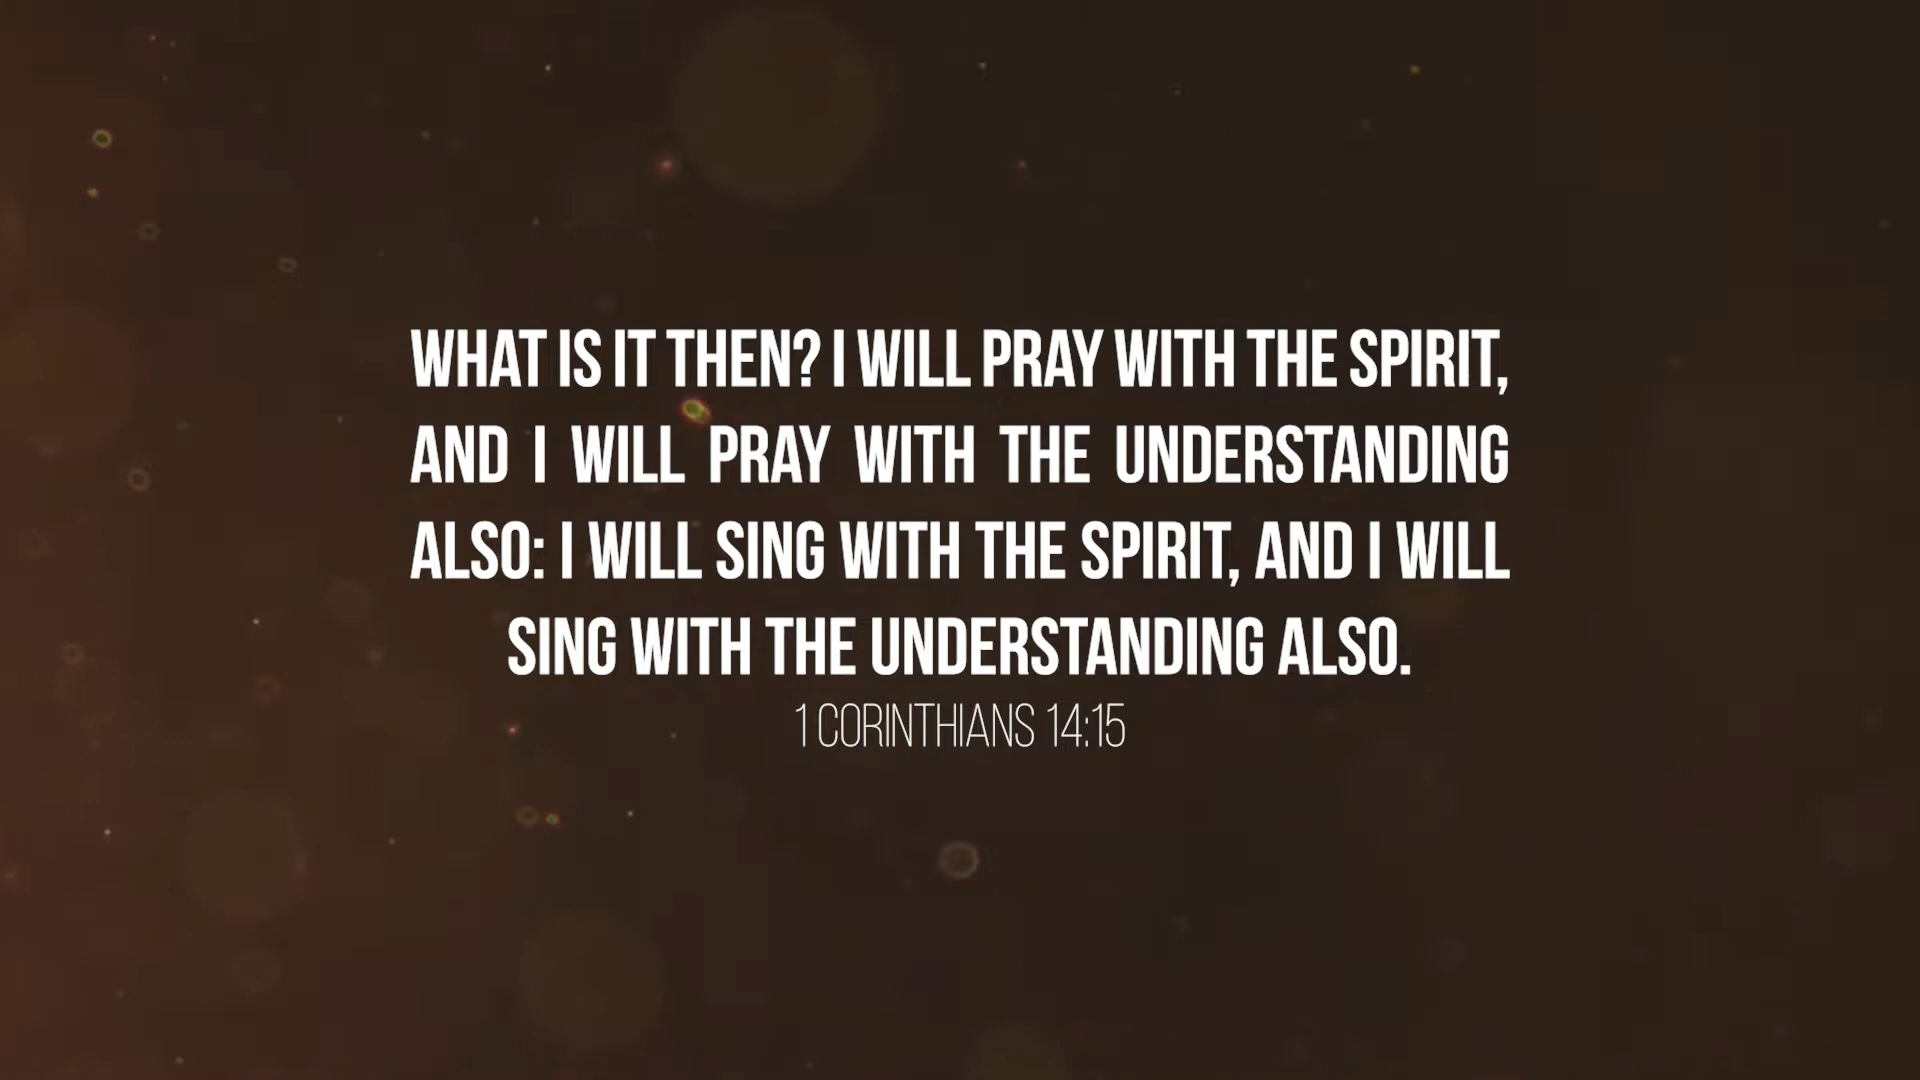 WHAT IS IT THEN? I WILL PRAY WITH THE SPIRIT,
AND I WILL PRAY WITH THE UNDERSTANDING
ALSO: I WILL SING WITH THE SPIRIT, AND I WILL
SING WITH THE UNDERSTANDING ALSO.
1 CORINTHIANS 14:15